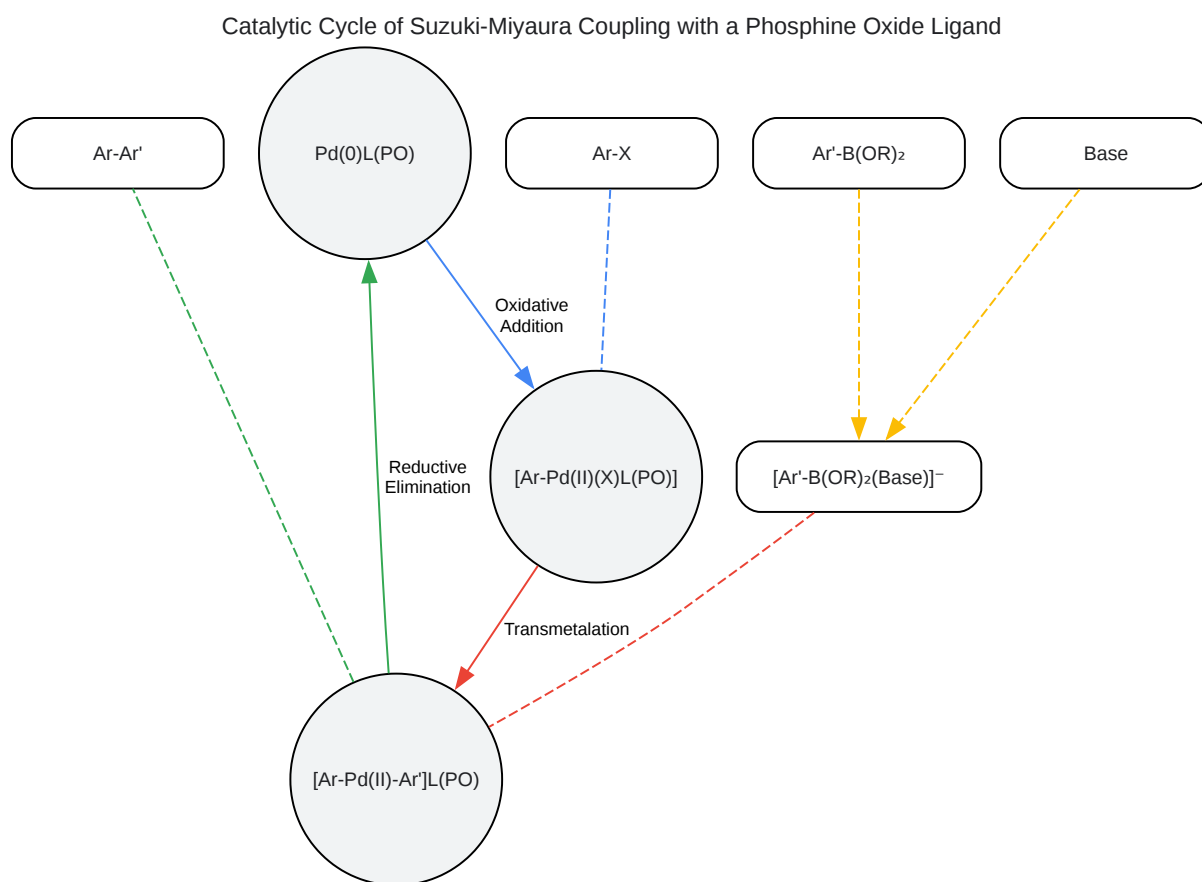 Catalytic Cycle of Suzuki-Miyaura Coupling with a Phosphine Oxide Ligand
Ar-Ar'
Pd(0)L(PO)
Ar-X
Ar'-B(OR)₂
Base
Oxidative
Addition
Reductive
Elimination
[Ar-Pd(II)(X)L(PO)]
[Ar'-B(OR)₂(Base)]⁻
Transmetalation
[Ar-Pd(II)-Ar']L(PO)